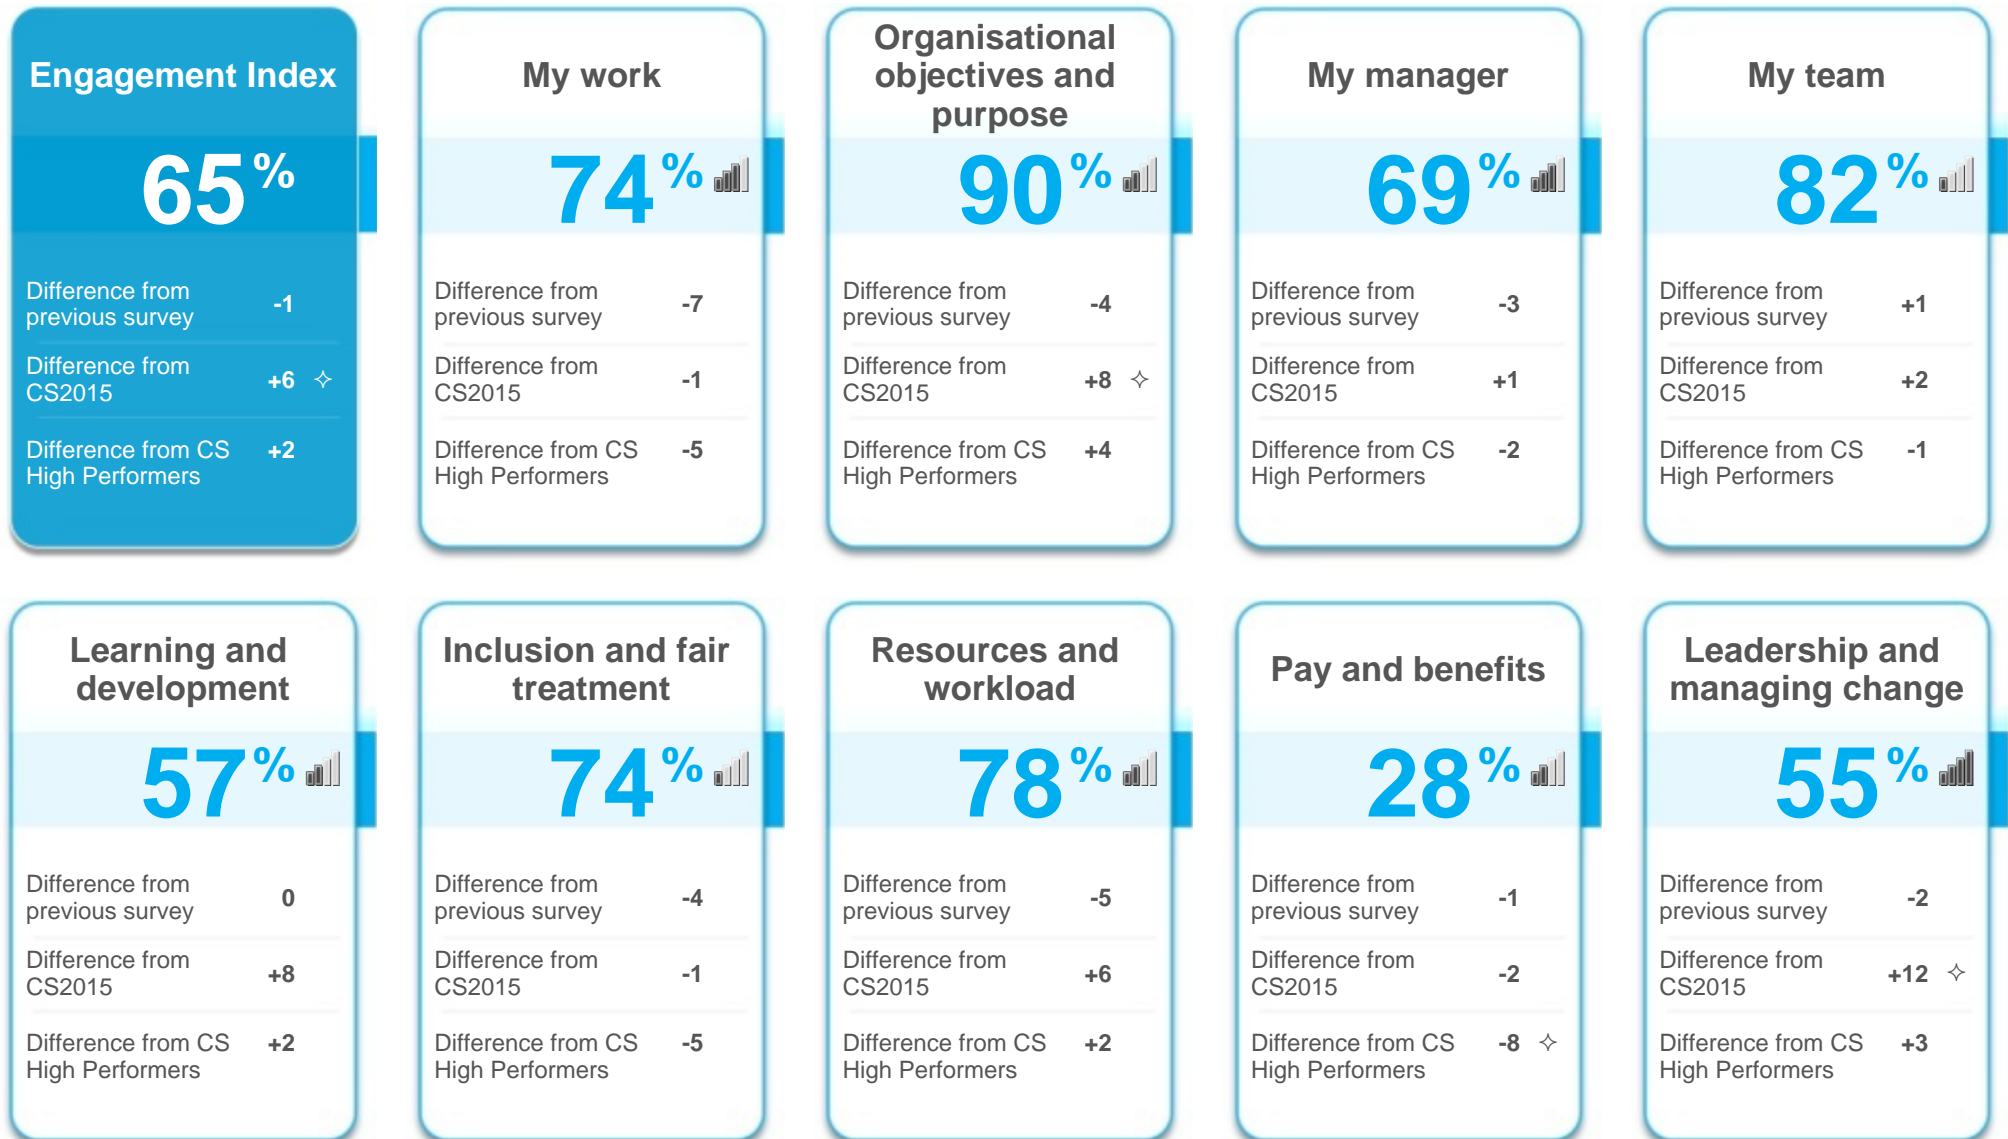 Engagement Index
65%
Difference from
previous survey -1
Difference from
CS2015 +6 ✧
Difference from CS
High Performers +2
My work
74%
Difference from
previous survey -7
Difference from
CS2015 -1
Difference from CS
High Performers -5
Organisational
objectives and
purpose
90%
Difference from
previous survey -4
Difference from
CS2015 +8 ✧
Difference from CS
High Performers +4
My manager
69%
Difference from
previous survey -3
Difference from
CS2015 +1
Difference from CS
High Performers -2
My team
82%
Difference from
previous survey +1
Difference from
CS2015 +2
Difference from CS
High Performers -1
Learning and
development
57%
Difference from
previous survey 0
Difference from
CS2015 +8
Difference from CS
High Performers +2
Inclusion and fair
treatment
74%
Difference from
previous survey -4
Difference from
CS2015 -1
Difference from CS
High Performers -5
Resources and
workload
78%
Difference from
previous survey -5
Difference from
CS2015 +6
Difference from CS
High Performers +2
Pay and benefits
28%
Difference from
previous survey -1
Difference from
CS2015 -2
Difference from CS
High Performers -8 ✧
Leadership and
managing change
55%
Difference from
previous survey -2
Difference from
CS2015 +12 ✧
Difference from CS
High Performers +3